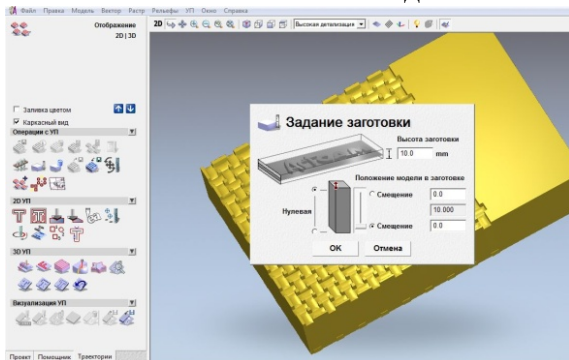 Файл Правка Модель Вектор Растр Рельефы УП Окно Справка
Отображение
2D | 3D
2D
Высокая детализация
Заливка цветом
Каркасный вид
Операции с УП
2D УП
3D УП
Визуализация УП
Проект Помощник Траектории
Задание заготовки
Высота заготовки
10.0 mm
Положение модели в заготовке
Смещение 0.0
10.000
Нулевая
Смещение 0.0
OK Отмена